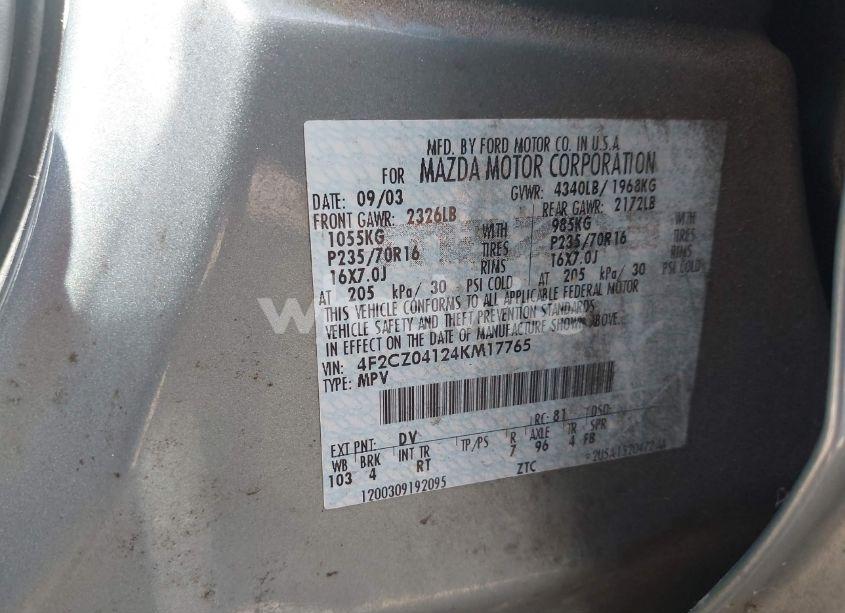 MFD. BY FORD MOTOR CO. IN U.S.A
FOR MAZDA MOTOR CORPORATION
DATE: 09/03 GVWR: 4340LB/ 1968KG
FRONT GAWR: 2326LB REAR GAWR: 2172LB
1055KG WITH 985KG WITH
P235/70R16 TIRES P235/70R16 TIRES
16X7.0J RIMS 16X7.0J RIMS
AT 205 kPa/ 30 PSI COLD AT 205 kPa/ 30 PSI COLD
THIS VEHICLE CONFORMS TO ALL APPLICABLE FEDERAL MOTOR
VEHICLE SAFETY AND THEFT PREVENTION STANDARDS
IN EFFECT ON THE DATE OF MANUFACTURE SHOWN ABOVE.
VIN: 4F2CZ04124KM17765
TYPE: MPV
RC: 81 DSO:
EXT PNT: DV
WB BRK INT TR TP/PS R AXLE TR SPR
103 4 RT 7 96 4 FB
1200309192095 ZTC